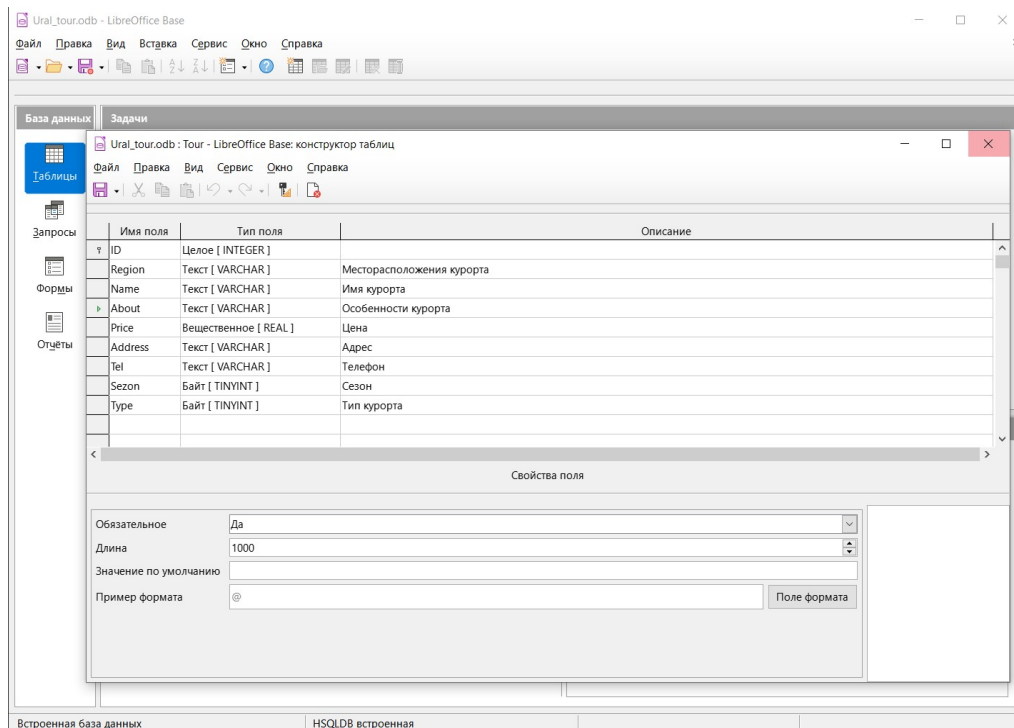 Ural_tour.odb - LibreOffice Base
Файл Правка Вид Вставка Сервис Окно Справка
База данных Задачи
Ural_tour.odb : Tour - LibreOffice Base: конструктор таблиц
Таблицы
Файл Правка Вид Сервис Окно Справка
Запросы
Имя поля Тип поля Описание
ID Целое [ INTEGER ]
Region Текст [ VARCHAR ] Месторасположения курорта
Формы
Name Текст [ VARCHAR ] Имя курорта
About Текст [ VARCHAR ] Особенности курорта
Price Вещественное [ REAL ] Цена
Отчёты
Address Текст [ VARCHAR ] Адрес
Tel Текст [ VARCHAR ] Телефон
Sezon Байт [ TINYINT ] Сезон
Type Байт [ TINYINT ] Тип курорта
Свойства поля
Обязательное Да
Длина 1000
Значение по умолчанию
Пример формата @ Поле формата
Встроенная база данных HSQLDB встроенная